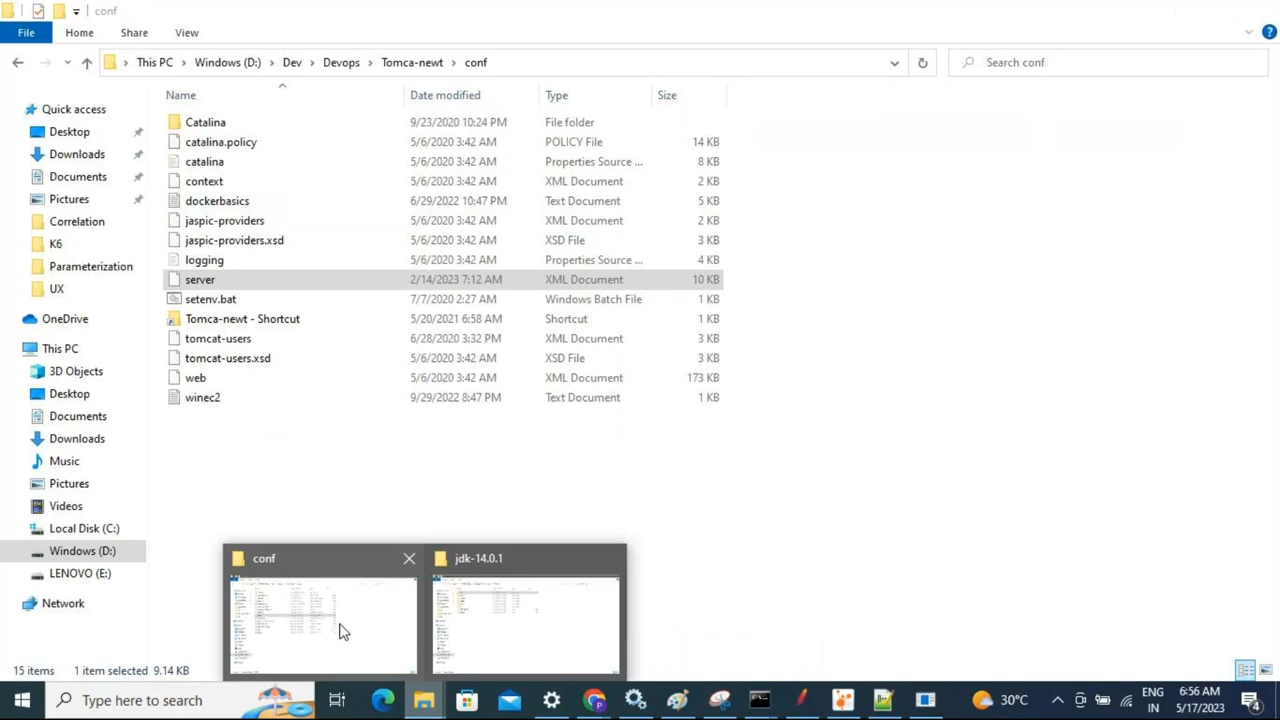 conf
File Home Share View
This PC Windows (D:) Dev Devops Tomca-newt conf Search conf
Name Date modified Type Size
Quick access
Desktop
Downloads
Documents
Pictures
Correlation
K6
Parameterization
UX
OneDrive
This PC
3D Objects
Desktop
Documents
Downloads
Music
Pictures
Videos
Local Disk (C:)
Windows (D:)
LENOVO (E:)
Network
Catalina 9/23/2020 10:24 PM File folder
catalina.policy 5/6/2020 3:42 AM POLICY File 14 KB
catalina 5/6/2020 3:42 AM Properties Source ... 8 KB
context 5/6/2020 3:42 AM XML Document 2 KB
dockerbasics 6/29/2022 10:47 PM Text Document 5 KB
jaspic-providers 5/6/2020 3:42 AM XML Document 2 KB
jaspic-providers.xsd 5/6/2020 3:42 AM XSD File 3 KB
logging 5/6/2020 3:42 AM Properties Source ... 4 KB
server 2/14/2023 7:12 AM XML Document 10 KB
setenv.bat 7/7/2020 2:27 AM Windows Batch File 1 KB
Tomca-newt - Shortcut 5/20/2021 6:58 AM Shortcut 1 KB
tomcat-users 6/28/2020 3:32 PM XML Document 3 KB
tomcat-users.xsd 5/6/2020 3:42 AM XSD File 3 KB
web 5/6/2020 3:42 AM XML Document 173 KB
winec2 9/29/2022 8:47 PM Text Document 1 KB
conf jdk-14.0.1
15 items 1 item selected 9.14 KB
Type here to search 30°C ENG 6:56 AM
IN 5/17/2023 4